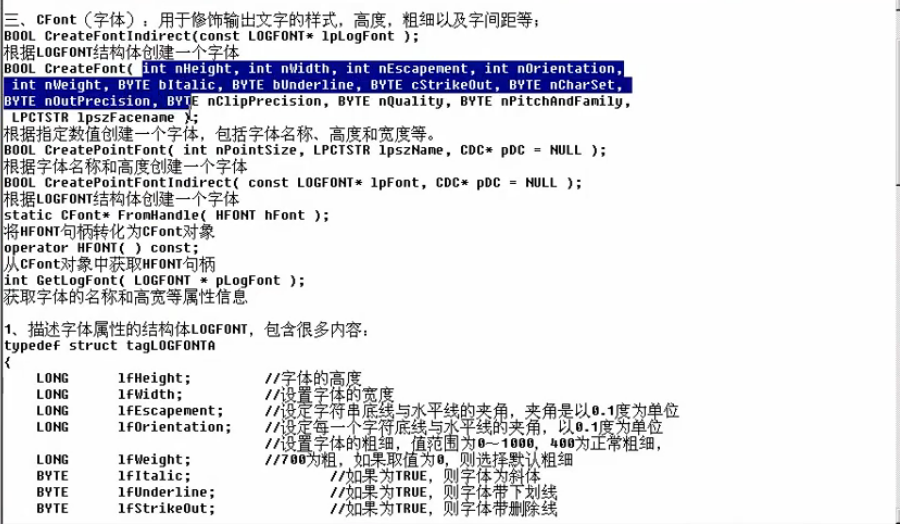 三、CFont（字体）：用于修饰输出文字的样式，高度，粗细以及字间距等；
BOOL CreateFontIndirect(const LOGFONT* lpLogFont );
根据LOGFONT结构体创建一个字体
BOOL CreateFont( int nHeight, int nWidth, int nEscapement, int nOrientation,
int nWeight, BYTE bItalic, BYTE bUnderline, BYTE cStrikeOut, BYTE nCharSet,
BYTE nOutPrecision, BYTE nClipPrecision, BYTE nQuality, BYTE nPitchAndFamily,
LPCTSTR lpszFacename );
根据指定数值创建一个字体，包括字体名称、高度和宽度等。
BOOL CreatePointFont( int nPointSize, LPCTSTR lpszName, CDC* pDC = NULL );
根据字体名称和高度创建一个字体
BOOL CreatePointFontIndirect( const LOGFONT* lpFont, CDC* pDC = NULL );
根据LOGFONT结构体创建一个字体
static CFont* FromHandle( HFONT hFont );
将HFONT句柄转化为CFont对象
operator HFONT( ) const;
从CFont对象中获取HFONT句柄
int GetLogFont( LOGFONT * pLogFont );
获取字体的名称和高宽等属性信息
1、描述字体属性的结构体LOGFONT，包含很多内容：
typedef struct tagLOGFONTA
{
LONG lfHeight; //字体的高度
LONG lfWidth; //设置字体的宽度
LONG lfEscapement; //设定字符串底线与水平线的夹角，夹角是以0.1度为单位
LONG lfOrientation; //设定每一个字符底线与水平线的夹角，以0.1度为单位
//设置字体的粗细，值范围为0～1000，400为正常粗细，
LONG lfWeight; //700为粗，如果取值为0，则选择默认粗细
BYTE lfItalic; //如果为TRUE，则字体为斜体
BYTE lfUnderline; //如果为TRUE，则字体带下划线
BYTE lfStrikeOut; //如果为TRUE，则字体带删除线